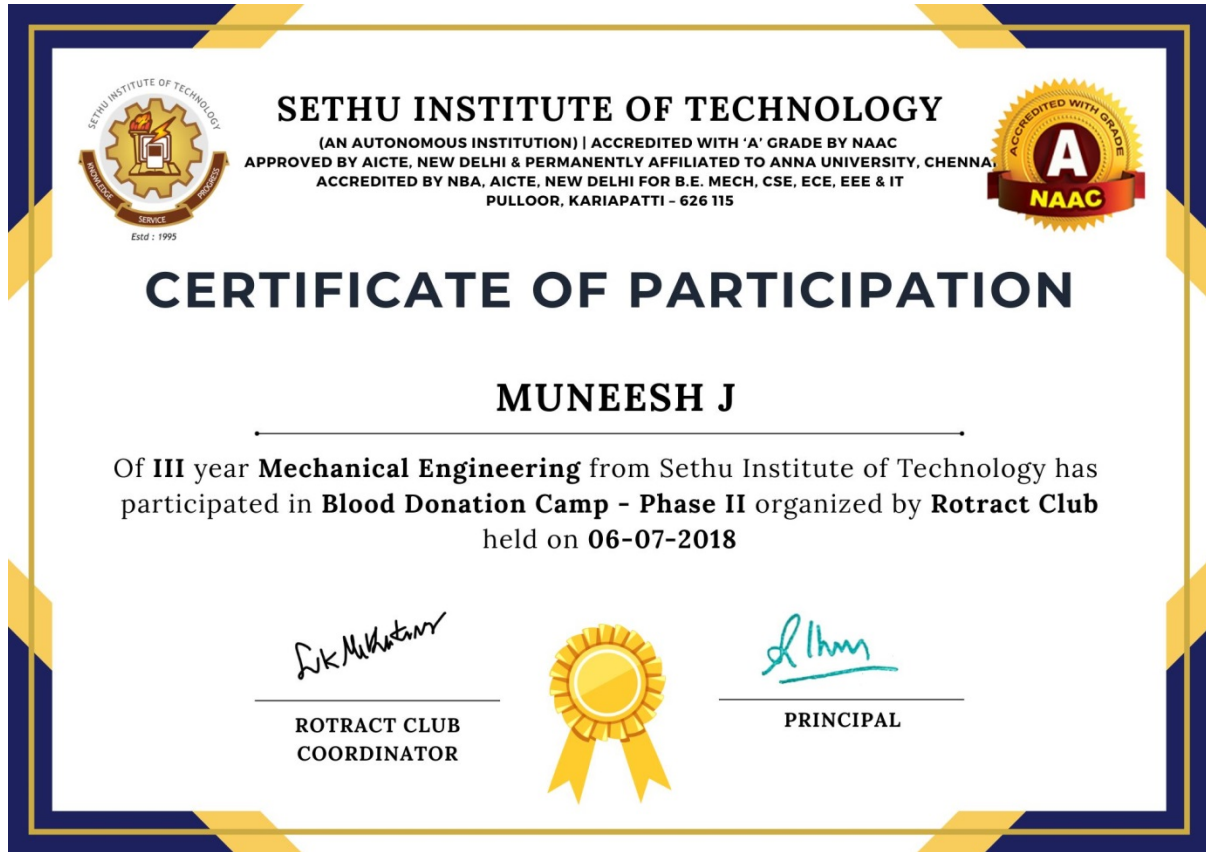 SETHU INSTITUTE OF TECHNOLOGY
KNOWLEDGE
SERVICE
PROGRESS
Estd : 1995
SETHU INSTITUTE OF TECHNOLOGY
(AN AUTONOMOUS INSTITUTION) | ACCREDITED WITH ‘A’ GRADE BY NAAC
APPROVED BY AICTE, NEW DELHI & PERMANENTLY AFFILIATED TO ANNA UNIVERSITY, CHENNA
ACCREDITED BY NBA, AICTE, NEW DELHI FOR B.E. MECH, CSE, ECE, EEE & IT
PULLOOR, KARIAPATTI – 626 115
ACCREDITED WITH GRADE
A
NAAC
CERTIFICATE OF PARTICIPATION
MUNEESH J
Of III year Mechanical Engineering from Sethu Institute of Technology has
participated in Blood Donation Camp - Phase II organized by Rotract Club
held on 06-07-2018
ROTRACT CLUB
COORDINATOR
PRINCIPAL